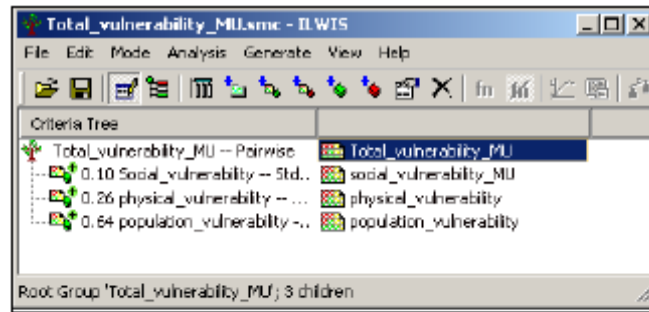 Total_vulnerability_MU.smc - ILWIS
File Edit Mode Analysis Generate View Help
Criteria Tree
Total_vulnerability_MU -- Pairwise Total_vulnerability_MU
0.10 Social_vulnerability -- Std.. social_vulnerability_MU
0.26 physical_vulnerability -- ... physical_vulnerability
0.64 population_vulnerability -.. population_vulnerability
Root Group 'Total_vulnerability_MU'; 3 children